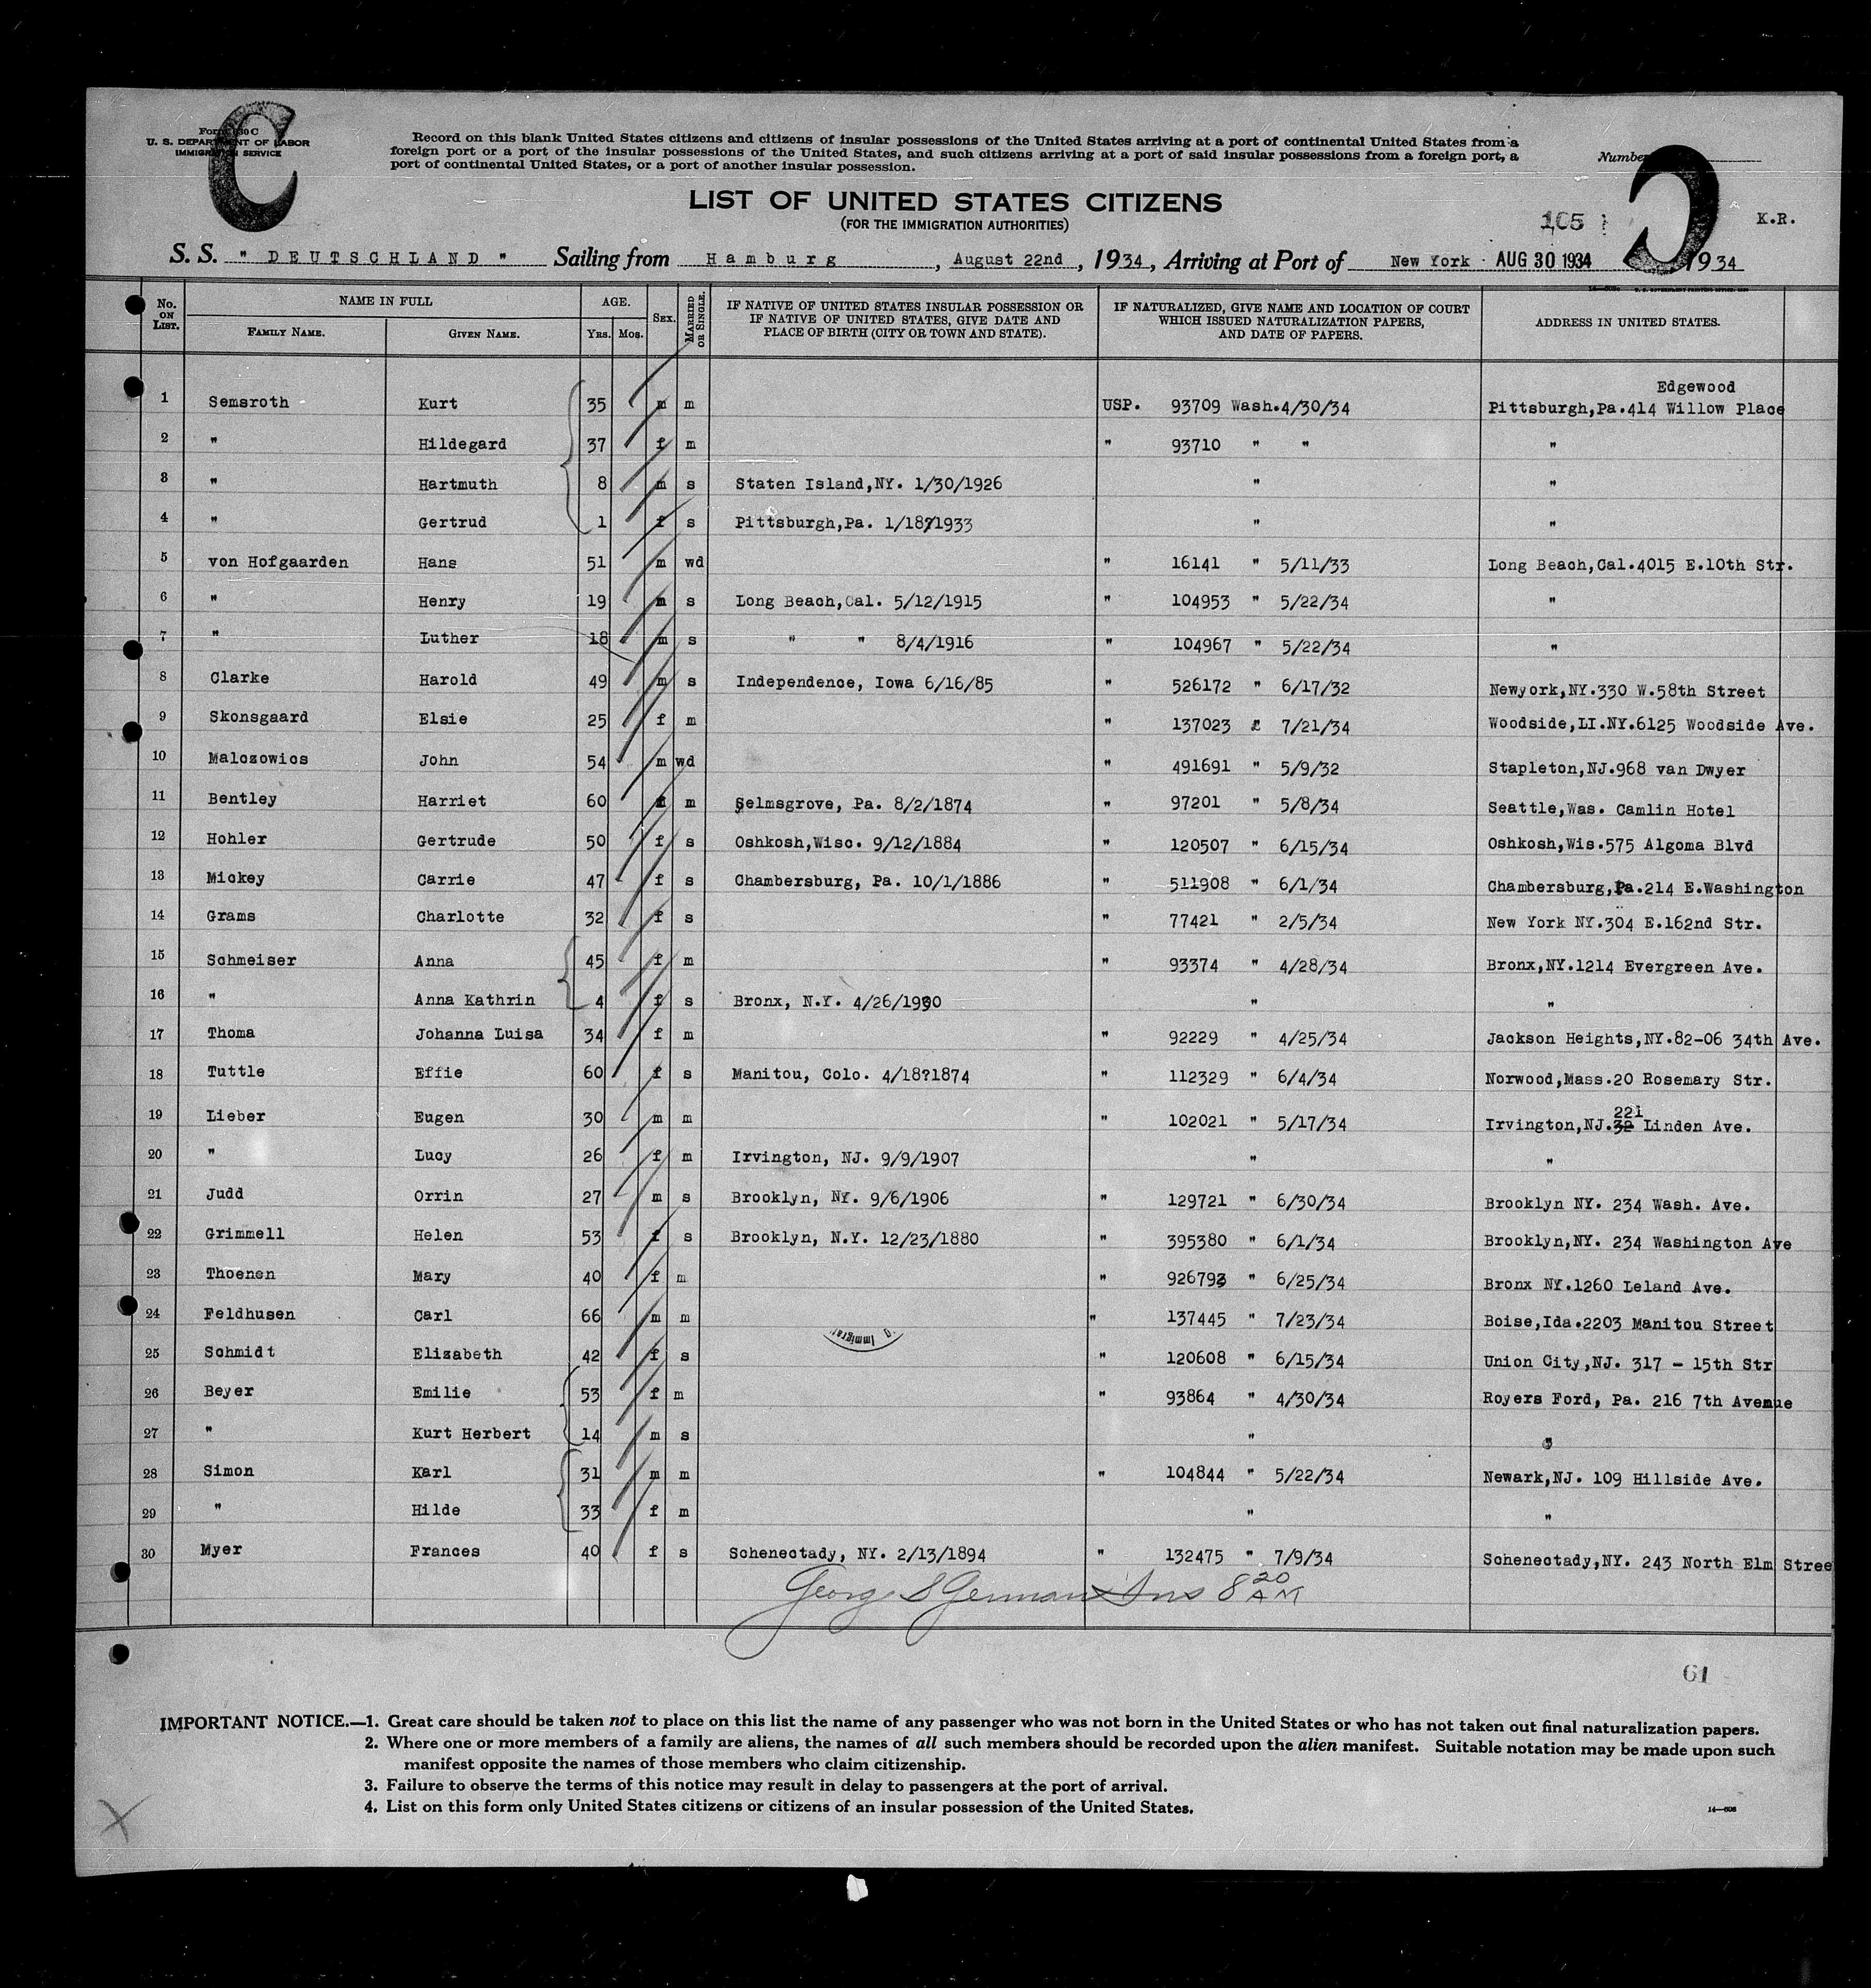 Form 630 C
U. S. DEPARTMENT OF LABOR
IMMIGRATION SERVICE
Record on this blank United States citizens and citizens of insular possessions of the United States arriving at a port of continental United States from a
foreign port or a port of the insular possessions of the United States, and such citizens arriving at a port of said insular possessions from a foreign port, a
port of continental United States, or a port of another insular possession.
Number
C
LIST OF UNITED STATES CITIZENS
(FOR THE IMMIGRATION AUTHORITIES)
105 K.R.
S. S. " DEUTSCHLAND " Sailing from Hamburg, August 22nd, 1934, Arriving at Port of New York AUG 30 1934 1934
No. ON LIST. NAME IN FULL FAMILY NAME. GIVEN NAME. AGE. Yrs. Mos. SEX. MARRIED OR SINGLE. IF NATIVE OF UNITED STATES INSULAR POSSESSION OR IF NATIVE OF UNITED STATES, GIVE DATE AND PLACE OF BIRTH (CITY OR TOWN AND STATE). IF NATURALIZED, GIVE NAME AND LOCATION OF COURT WHICH ISSUED NATURALIZATION PAPERS, AND DATE OF PAPERS. ADDRESS IN UNITED STATES.
Edgewood
1 Semsroth Kurt 35 m m USP. 93709 Wash.4/30/34 Pittsburgh,Pa.414 Willow Place
2 " Hildegard 37 f m " 93710 " " "
3 " Hartmuth 8 m s Staten Island,NY. 1/30/1926 " "
4 " Gertrud 1 f s Pittsburgh,Pa. 1/18?1933 " "
5 von Hofgaarden Hans 51 m wd " 16141 " 5/11/33 Long Beach,Cal.4015 E.10th Str.
6 " Henry 19 m s Long Beach,Cal. 5/12/1915 " 104953 " 5/22/34 "
7 " Luther 18 m s " " 8/4/1916 " 104967 " 5/22/34 "
8 Clarke Harold 49 m s Independence, Iowa 6/16/85 " 526172 " 6/17/32 Newyork,NY.330 W.58th Street
9 Skonsgaard Elsie 25 f m " 137023 £ 7/21/34 Woodside,LI.NY.6125 Woodside Ave.
10 Malczowics John 54 m wd " 491691 " 5/9/32 Stapleton,NJ.968 van Dwyer
11 Bentley Harriet 60 f m Selmsgrove, Pa. 8/2/1874 " 97201 " 5/8/34 Seattle,Was. Camlin Hotel
12 Hohler Gertrude 50 f s Oshkosh,Wisc. 9/12/1884 " 120507 " 6/15/34 Oshkosh,Wis.575 Algoma Blvd
13 Mickey Carrie 47 f s Chambersburg, Pa. 10/1/1886 " 511908 " 6/1/34 Chambersburg,Pa.214 E.Washington
14 Grams Charlotte 32 f s " 77421 " 2/5/34 New York NY.304 E.162nd Str.
15 Schmeiser Anna 45 f m " 93374 " 4/28/34 Bronx,NY.1214 Evergreen Ave.
16 " Anna Kathrin 4 f s Bronx, N.Y. 4/26/1930 " "
17 Thoma Johanna Luisa 34 f m " 92229 " 4/25/34 Jackson Heights,NY.82-06 34th Ave.
18 Tuttle Effie 60 f s Manitou, Colo. 4/18?1874 " 112329 " 6/4/34 Norwood,Mass.20 Rosemary Str.
19 Lieber Eugen 30 m m " 102021 " 5/17/34 Irvington,NJ.32 221 Linden Ave.
20 " Lucy 26 f m Irvington, NJ. 9/9/1907 " "
21 Judd Orrin 27 m s Brooklyn, NY. 9/6/1906 " 129721 " 6/30/34 Brooklyn NY. 234 Wash. Ave.
22 Grimmell Helen 53 f s Brooklyn, N.Y. 12/23/1880 " 395380 " 6/1/34 Brooklyn,NY. 234 Washington Ave
23 Thoenen Mary 40 f m " 926793 " 6/25/34 Bronx NY.1260 Leland Ave.
24 Feldhusen Carl 66 m m " 137445 " 7/23/34 Boise,Ida.2203 Manitou Street
25 Schmidt Elizabeth 42 f s " 120608 " 6/15/34 Union City,NJ. 317 - 15th Str
26 Beyer Emilie 53 f m " 93864 " 4/30/34 Royers Ford, Pa. 216 7th Avenue
27 " Kurt Herbert 14 m s " "
28 Simon Karl 31 m m " 104844 " 5/22/34 Newark,NJ. 109 Hillside Ave.
29 " Hilde 33 f m " "
30 Myer Frances 40 f s Schenectady, NY. 2/13/1894 " 132475 " 7/9/34 Schenectady,NY. 243 North Elm Stree
Georg S German Ins 8 20 AM
61
IMPORTANT NOTICE.—1. Great care should be taken not to place on this list the name of any passenger who was not born in the United States or who has not taken out final naturalization papers.
2. Where one or more members of a family are aliens, the names of all such members should be recorded upon the alien manifest. Suitable notation may be made upon such
manifest opposite the names of those members who claim citizenship.
3. Failure to observe the terms of this notice may result in delay to passengers at the port of arrival.
4. List on this form only United States citizens or citizens of an insular possession of the United States.